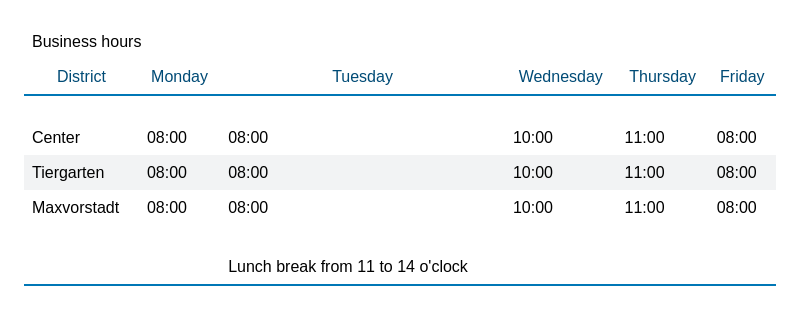 Business hours
District Monday Tuesday Wednesday Thursday Friday
Center 08:00 08:00 10:00 11:00 08:00
Tiergarten 08:00 08:00 10:00 11:00 08:00
Maxvorstadt 08:00 08:00 10:00 11:00 08:00
Lunch break from 11 to 14 o'clock